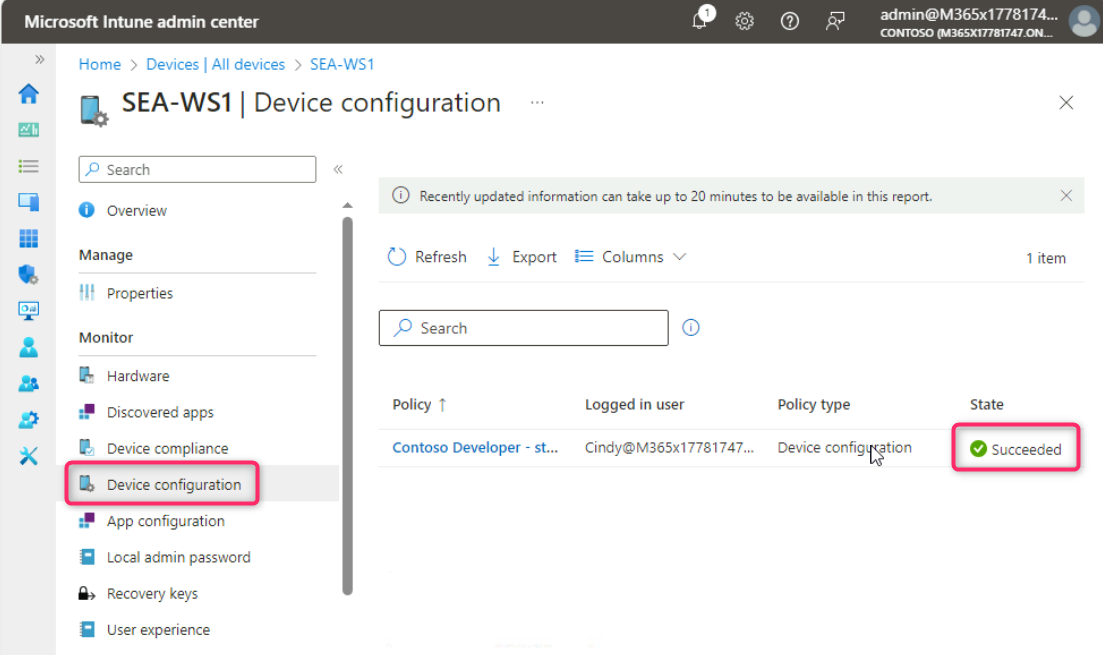 Microsoft Intune admin center
1
admin@M365x1778174...
CONTOSO (M365X17781747.ON...
Home > Devices | All devices > SEA-WS1
SEA-WS1 | Device configuration ...
Search
Overview
Manage
Properties
Monitor
Hardware
Discovered apps
Device compliance
Device configuration
App configuration
Local admin password
Recovery keys
User experience
Recently updated information can take up to 20 minutes to be available in this report.
Refresh Export Columns
1 item
Search
Policy ↑ Logged in user Policy type State
Contoso Developer - st... Cindy@M365x17781747... Device configuration Succeeded